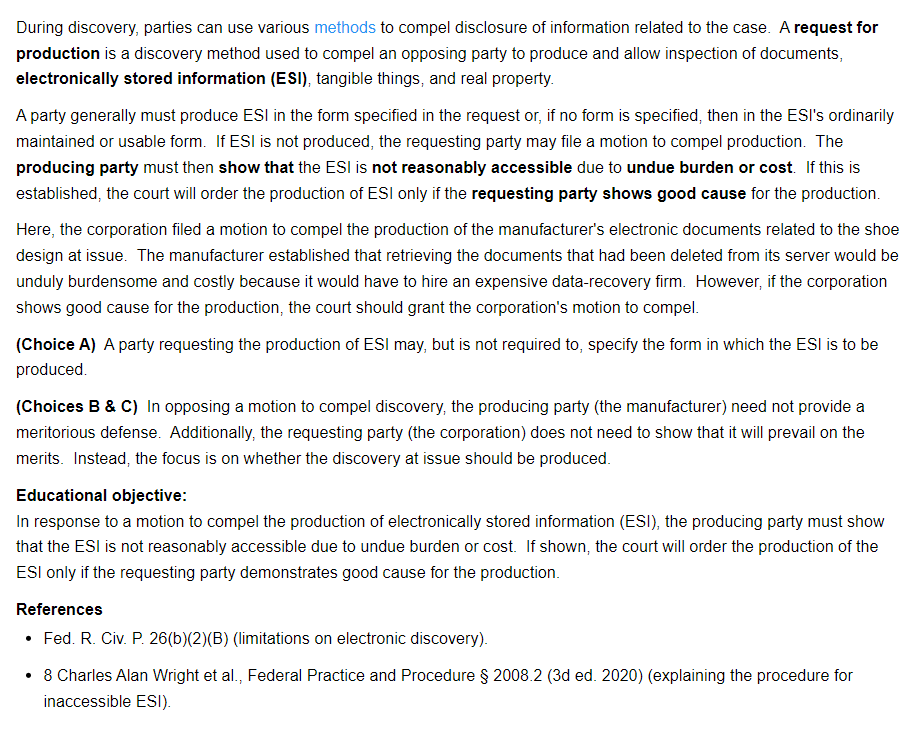 During discovery, parties can use various methods to compel disclosure of information related to the case. A request for
production is a discovery method used to compel an opposing party to produce and allow inspection of documents,
electronically stored information (ESI), tangible things, and real property.
A party generally must produce ESI in the form specified in the request or, if no form is specified, then in the ESI's ordinarily
maintained or usable form. If ESI is not produced, the requesting party may file a motion to compel production. The
producing party must then show that the ESI is not reasonably accessible due to undue burden or cost. If this is
established, the court will order the production of ESI only if the requesting party shows good cause for the production.
Here, the corporation filed a motion to compel the production of the manufacturer's electronic documents related to the shoe
design at issue. The manufacturer established that retrieving the documents that had been deleted from its server would be
unduly burdensome and costly because it would have to hire an expensive data-recovery firm. However, if the corporation
shows good cause for the production, the court should grant the corporation's motion to compel.
(Choice A) A party requesting the production of ESI may, but is not required to, specify the form in which the ESI is to be
produced.
(Choices B & C) In opposing a motion to compel discovery, the producing party (the manufacturer) need not provide a
meritorious defense. Additionally, the requesting party (the corporation) does not need to show that it will prevail on the
merits. Instead, the focus is on whether the discovery at issue should be produced.
Educational objective:
In response to a motion to compel the production of electronically stored information (ESI), the producing party must show
that the ESI is not reasonably accessible due to undue burden or cost. If shown, the court will order the production of the
ESI only if the requesting party demonstrates good cause for the production.
References
• Fed. R. Civ. P. 26(b)(2)(B) (limitations on electronic discovery).
• 8 Charles Alan Wright et al., Federal Practice and Procedure § 2008.2 (3d ed. 2020) (explaining the procedure for
inaccessible ESI).